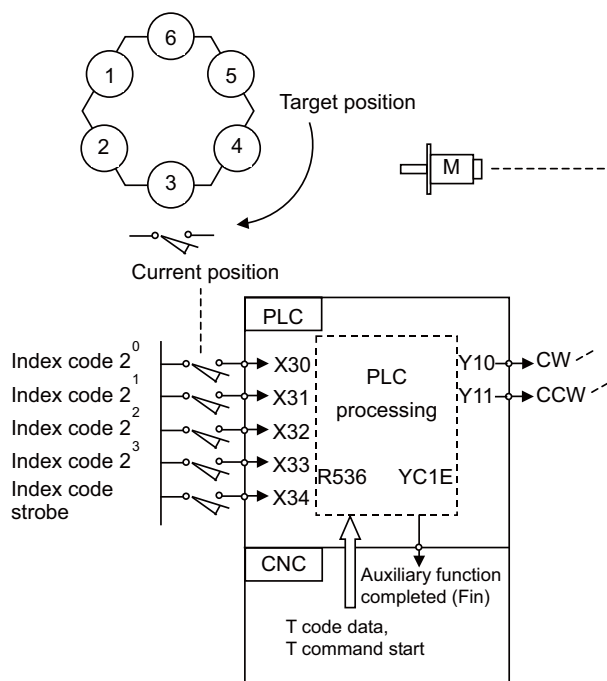 6
1
5
2
4
3
Target position
M
Current position
PLC
Index code 2^0
X30
PLC
processing
Y10
CW
Index code 2^1
X31
Y11
CCW
Index code 2^2
X32
Index code 2^3
X33
R536
YC1E
Index code
strobe
X34
CNC
Auxiliary function
completed (Fin)
T code data,
T command start